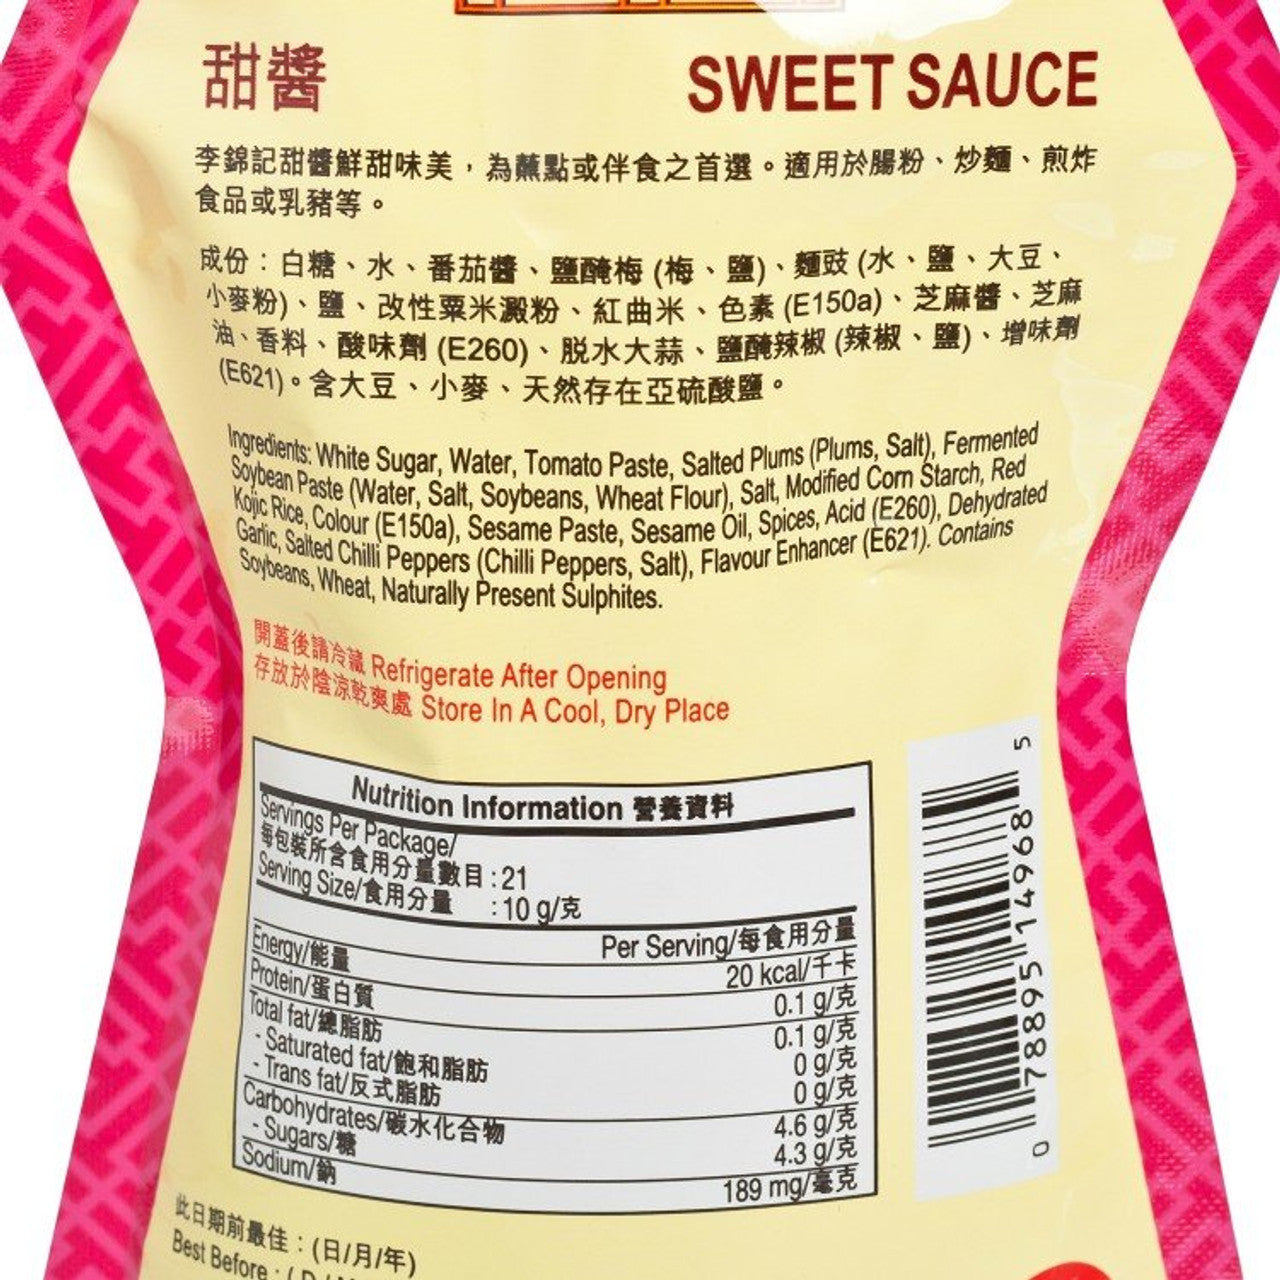 甜醬 SWEET SAUCE
李錦記甜醬鮮甜味美，為蘸點或伴食之首選。適用於腸粉、炒麵、煎炸
食品或乳豬等。
成份：白糖、水、番茄醬、鹽醃梅 (梅、鹽)、麵豉 (水、鹽、大豆、
小麥粉)、鹽、改性粟米澱粉、紅曲米、色素 (E150a)、芝麻醬、芝麻
油、香料、酸味劑 (E260)、脱水大蒜、鹽醃辣椒 (辣椒、鹽)、增味劑
(E621)。含大豆、小麥、天然存在亞硫酸鹽。
Ingredients: White Sugar, Water, Tomato Paste, Salted Plums (Plums, Salt), Fermented
Soybean Paste (Water, Salt, Soybeans, Wheat Flour), Salt, Modified Corn Starch, Red
Kojic Rice, Colour (E150a), Sesame Paste, Sesame Oil, Spices, Acid (E260), Dehydrated
Garlic, Salted Chilli Peppers (Chilli Peppers, Salt), Flavour Enhancer (E621). Contains
Soybeans, Wheat, Naturally Present Sulphites.
開蓋後請冷藏 Refrigerate After Opening
存放於陰涼乾爽處 Store In A Cool, Dry Place
Nutrition Information 營養資料
Servings Per Package/
每包裝所含食用分量數目 : 21
Serving Size/食用分量 : 10 g/克
Per Serving/每食用分量
Energy/能量 20 kcal/千卡
Protein/蛋白質 0.1 g/克
Total fat/總脂肪 0.1 g/克
- Saturated fat/飽和脂肪 0 g/克
- Trans fat/反式脂肪 0 g/克
Carbohydrates/碳水化合物 4.6 g/克
- Sugars/糖 4.3 g/克
Sodium/鈉 189 mg/毫克
0 78895 14968 5
此日期前最佳：(日/月/年)
Best Before : ( D /